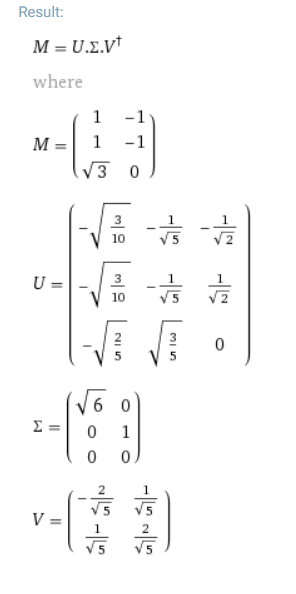 Result:
M = U.Σ.V†
where
M = ( 1 -1
1 -1
√3 0 )
U = ( -√(3/10) -1/√5 -1/√2
-√(3/10) -1/√5 1/√2
-√(2/5) √(3/5) 0 )
Σ = ( √6 0
0 1
0 0 )
V = ( -2/√5 1/√5
1/√5 2/√5 )